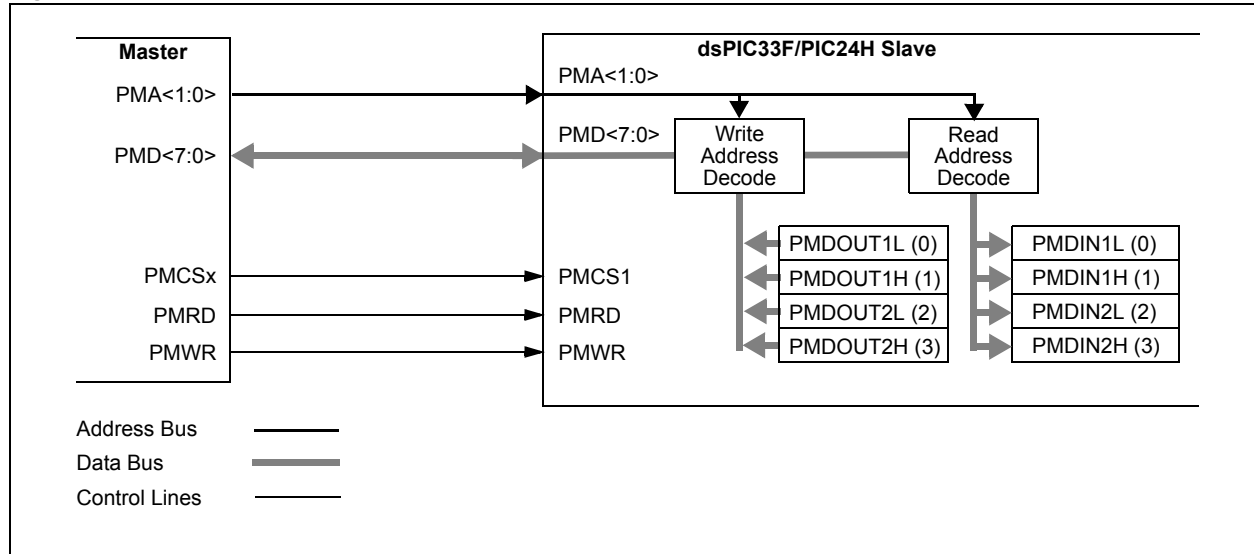 Master
dsPIC33F/PIC24H Slave
PMA<1:0>
PMA<1:0>
PMD<7:0>
PMD<7:0>
Write
Address
Decode
Read
Address
Decode
PMDOUT1L (0)
PMDOUT1H (1)
PMDOUT2L (2)
PMDOUT2H (3)
PMDIN1L (0)
PMDIN1H (1)
PMDIN2L (2)
PMDIN2H (3)
PMCSx
PMCS1
PMRD
PMRD
PMWR
PMWR
Address Bus
Data Bus
Control Lines